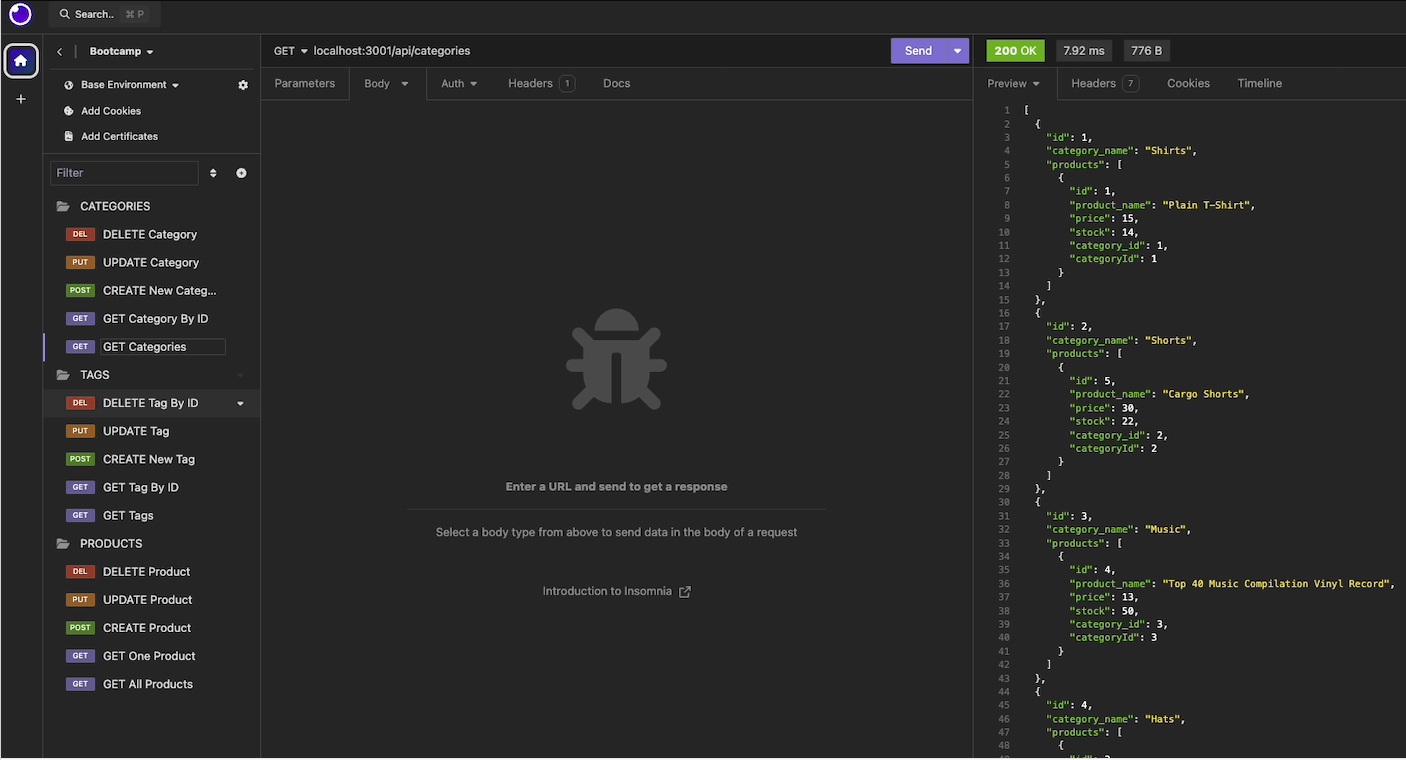 Search.. ⌘ P
Bootcamp
Base Environment
Add Cookies
Add Certificates
Filter
CATEGORIES
DEL DELETE Category
PUT UPDATE Category
POST CREATE New Categ...
GET GET Category By ID
GET GET Categories
TAGS
DEL DELETE Tag By ID
PUT UPDATE Tag
POST CREATE New Tag
GET GET Tag By ID
GET GET Tags
PRODUCTS
DEL DELETE Product
PUT UPDATE Product
POST CREATE Product
GET GET One Product
GET GET All Products
GET localhost:3001/api/categories Send
Parameters Body Auth Headers 1 Docs
Enter a URL and send to get a response
Select a body type from above to send data in the body of a request
Introduction to Insomnia
200 OK 7.92 ms 776 B
Preview Headers 7 Cookies Timeline
1 [
2 {
3 "id": 1,
4 "category_name": "Shirts",
5 "products": [
6 {
7 "id": 1,
8 "product_name": "Plain T-Shirt",
9 "price": 15,
10 "stock": 14,
11 "category_id": 1,
12 "categoryId": 1
13 }
14 ]
15 },
16 {
17 "id": 2,
18 "category_name": "Shorts",
19 "products": [
20 {
21 "id": 5,
22 "product_name": "Cargo Shorts",
23 "price": 30,
24 "stock": 22,
25 "category_id": 2,
26 "categoryId": 2
27 }
28 ]
29 },
30 {
31 "id": 3,
32 "category_name": "Music",
33 "products": [
34 {
35 "id": 4,
36 "product_name": "Top 40 Music Compilation Vinyl Record",
37 "price": 13,
38 "stock": 50,
39 "category_id": 3,
40 "categoryId": 3
41 }
42 ]
43 },
44 {
45 "id": 4,
46 "category_name": "Hats",
47 "products": [
48 {